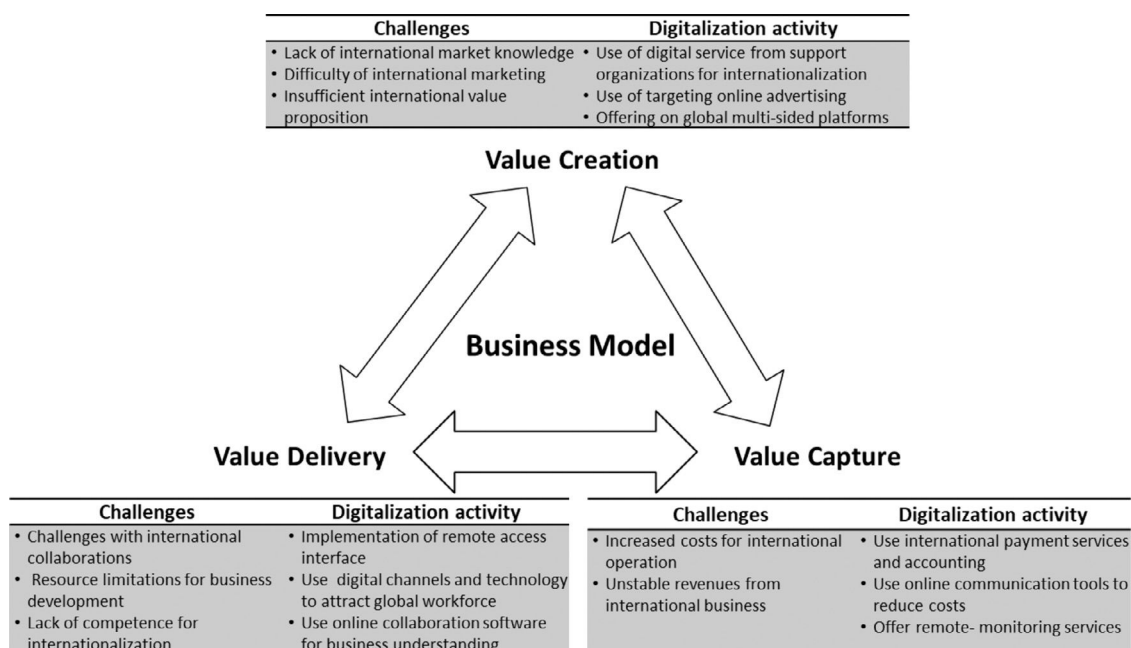 Challenges
Digitalization activity
• Lack of international market knowledge
• Difficulty of international marketing
• Insufficient international value
proposition
• Use of digital service from support
organizations for internationalization
• Use of targeting online advertising
• Offering on global multi-sided platforms
Value Creation
Business Model
Value Delivery
Value Capture
Challenges
Digitalization activity
• Challenges with international
collaborations
• Resource limitations for business
development
• Lack of competence for
internationalization
• Implementation of remote access
interface
• Use digital channels and technology
to attract global workforce
• Use online collaboration software
for business understanding
Challenges
Digitalization activity
• Increased costs for international
operation
• Unstable revenues from
international business
• Use international payment services
and accounting
• Use online communication tools to
reduce costs
• Offer remote- monitoring services